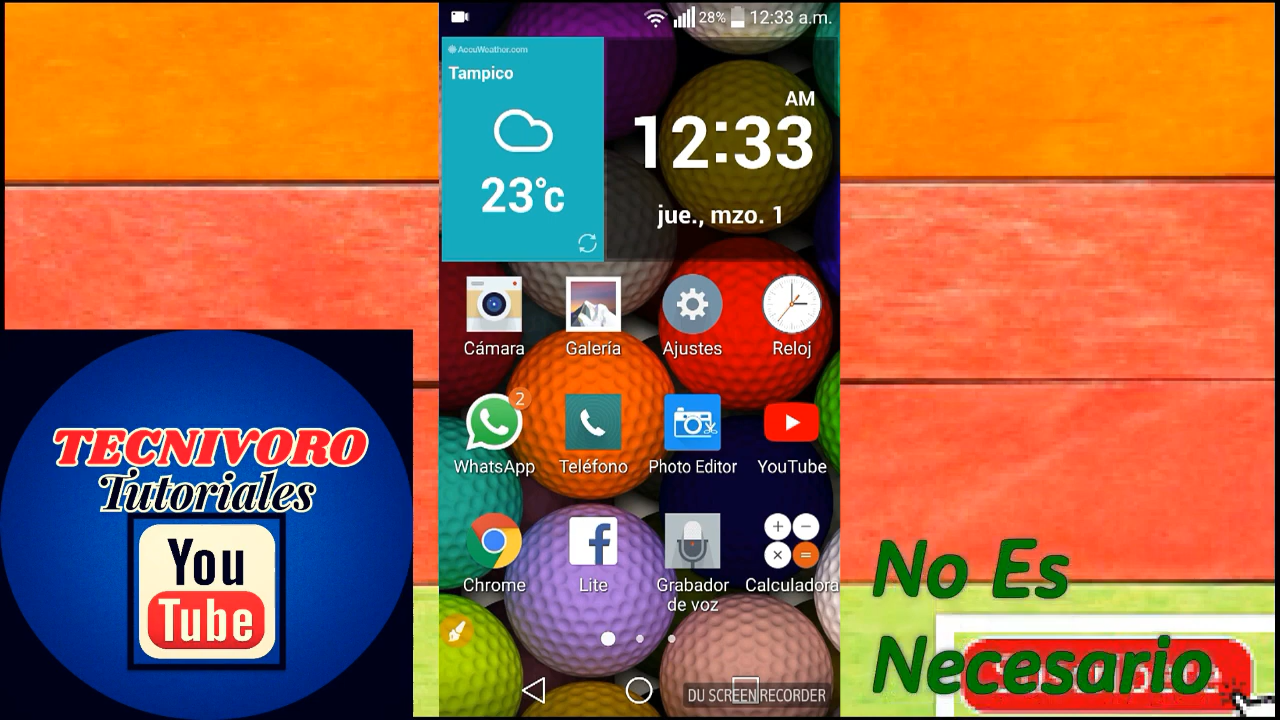 28% 12:33 a.m.
AccuWeather.com
Tampico
23°c
AM
12:33
jue., mzo. 1
Cámara Galería Ajustes Reloj
2
WhatsApp Teléfono Photo Editor YouTube
Chrome Lite Grabador de voz Calculadora
DU SCREEN RECORDER
TECNIVORO
Tutoriales
You
Tube
No Es
Necesario